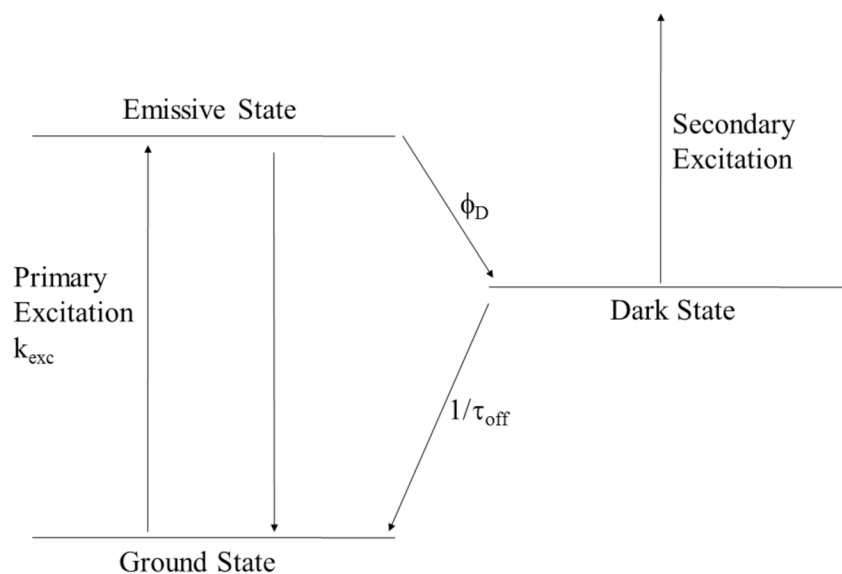 Emissive State
Secondary
Excitation
ϕD
Primary
Excitation
kexc
Dark State
1/τoff
Ground State